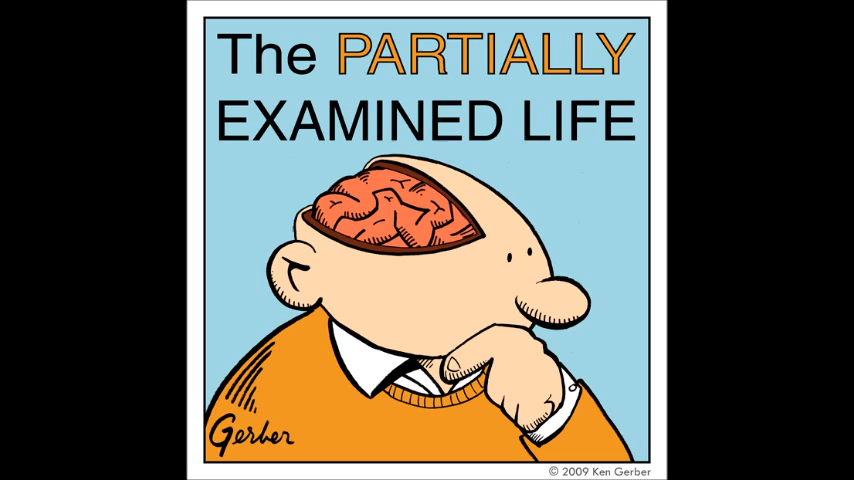 The PARTIALLY
EXAMINED LIFE
Gerber
© 2009 Ken Gerber